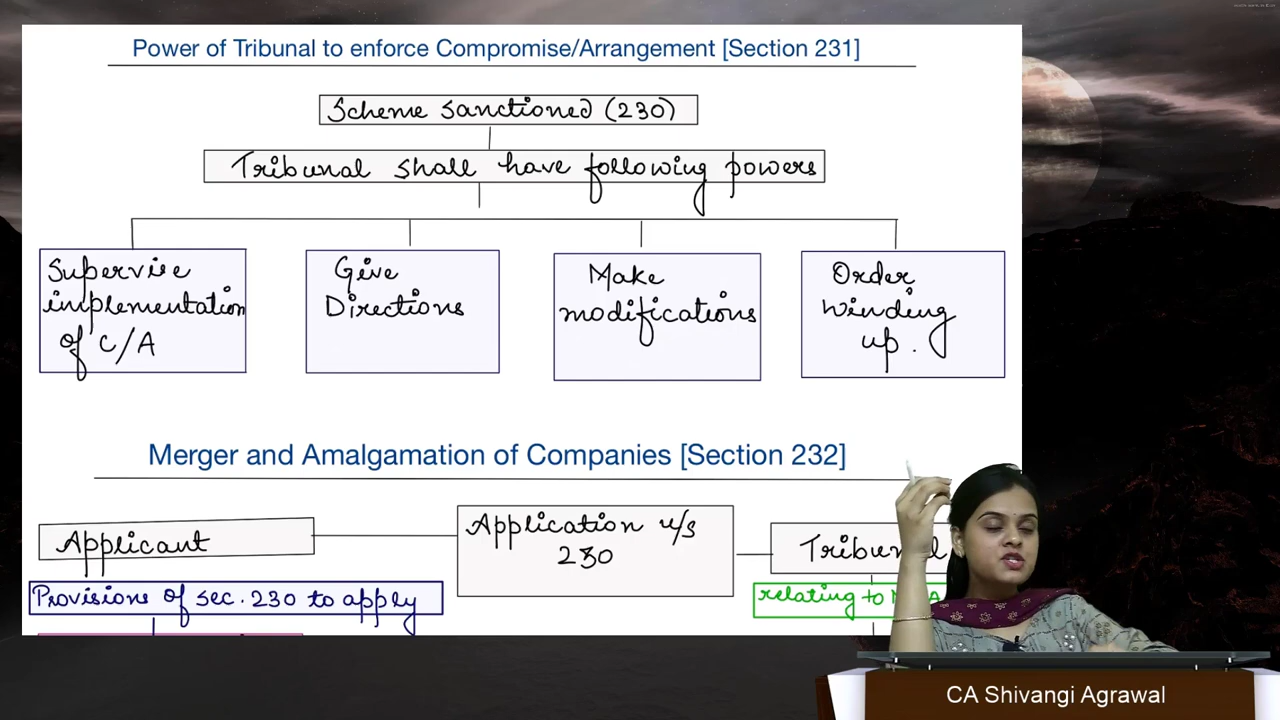 Power of Tribunal to enforce Compromise/Arrangement [Section 231]
Scheme sanctioned (230)
Tribunal shall have following powers
Supervise
implementation
of C/A
Give
Directions
Make
modifications
Order
winding
up.
Merger and Amalgamation of Companies [Section 232]
Applicant
Application u/s
230
Tribunal
Provisions of sec. 230 to apply
relating to
CA Shivangi Agrawal